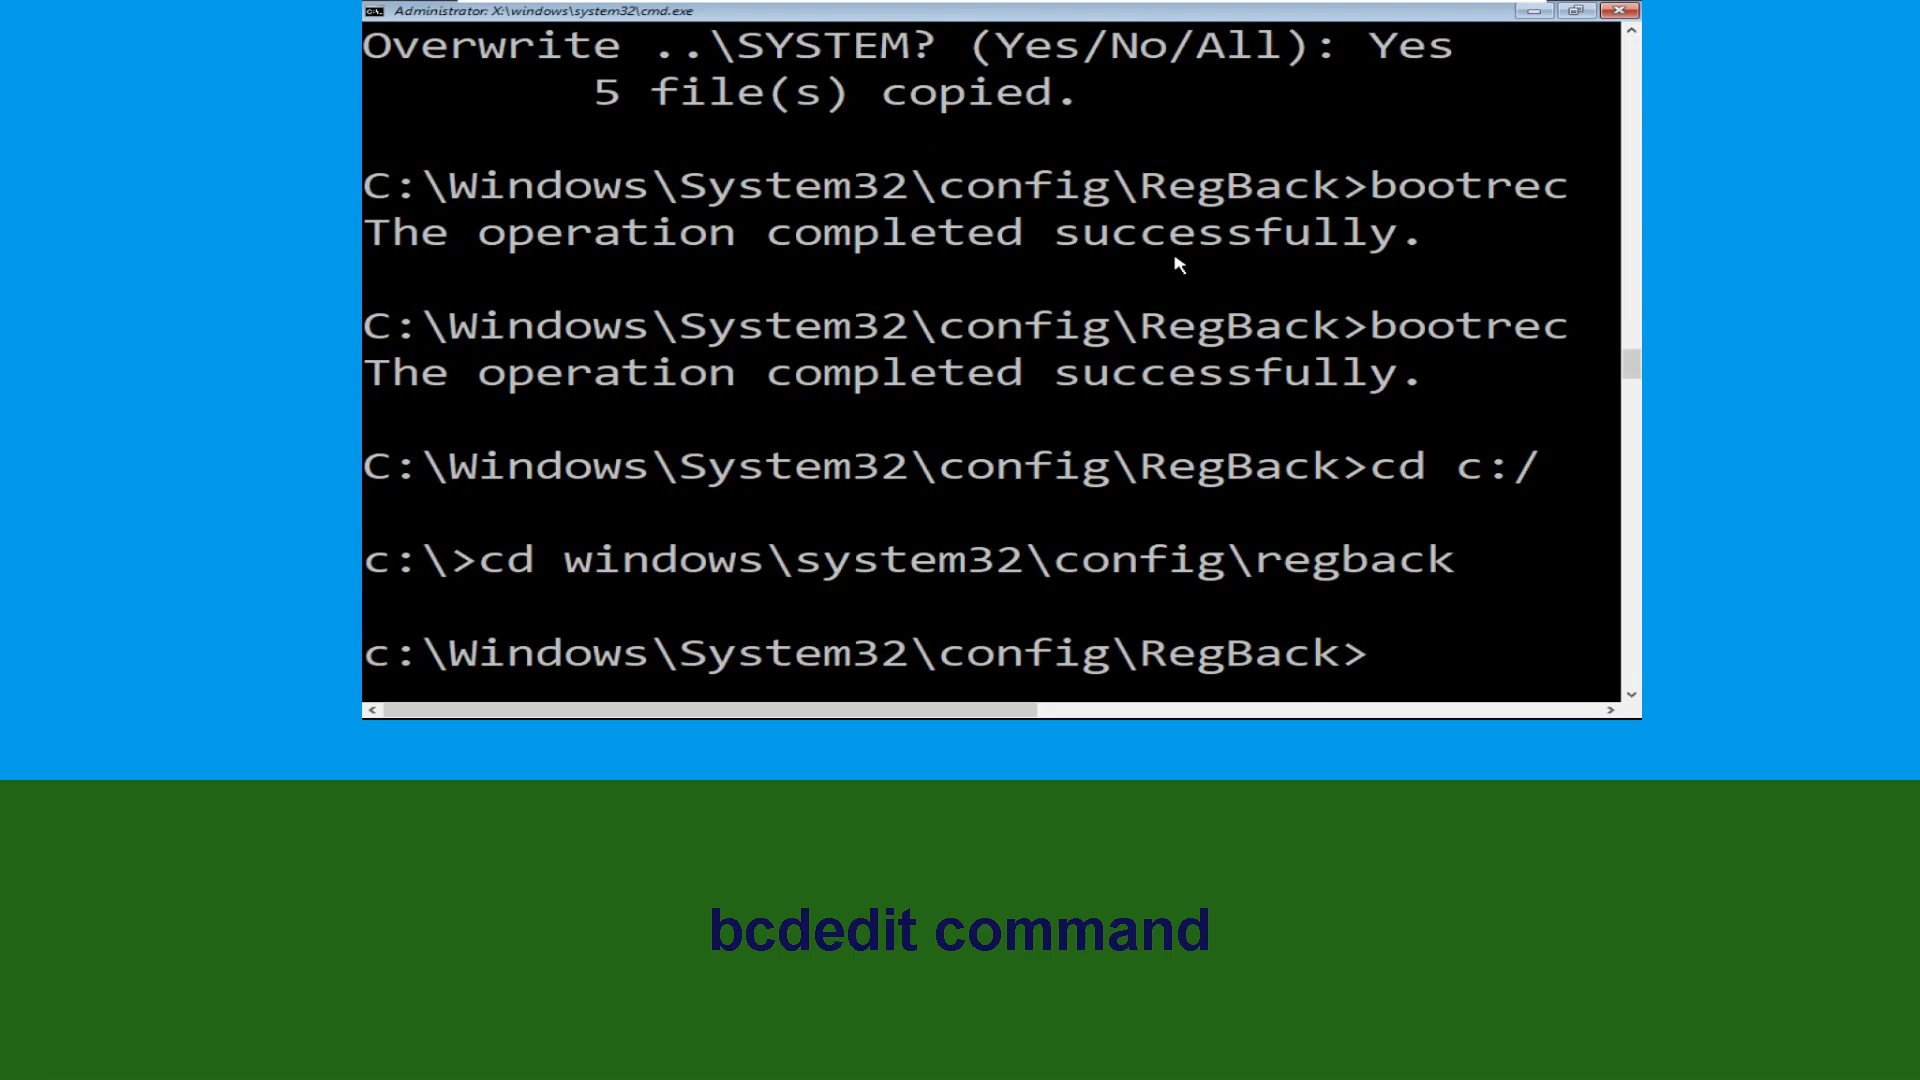 Administrator: X:\windows\system32\cmd.exe
Overwrite ..\SYSTEM? (Yes/No/All): Yes
5 file(s) copied.
C:\Windows\System32\config\RegBack>bootrec
The operation completed successfully.
C:\Windows\System32\config\RegBack>bootrec
The operation completed successfully.
C:\Windows\System32\config\RegBack>cd c:/
c:\>cd windows\system32\config\regback
c:\Windows\System32\config\RegBack>
bcdedit command